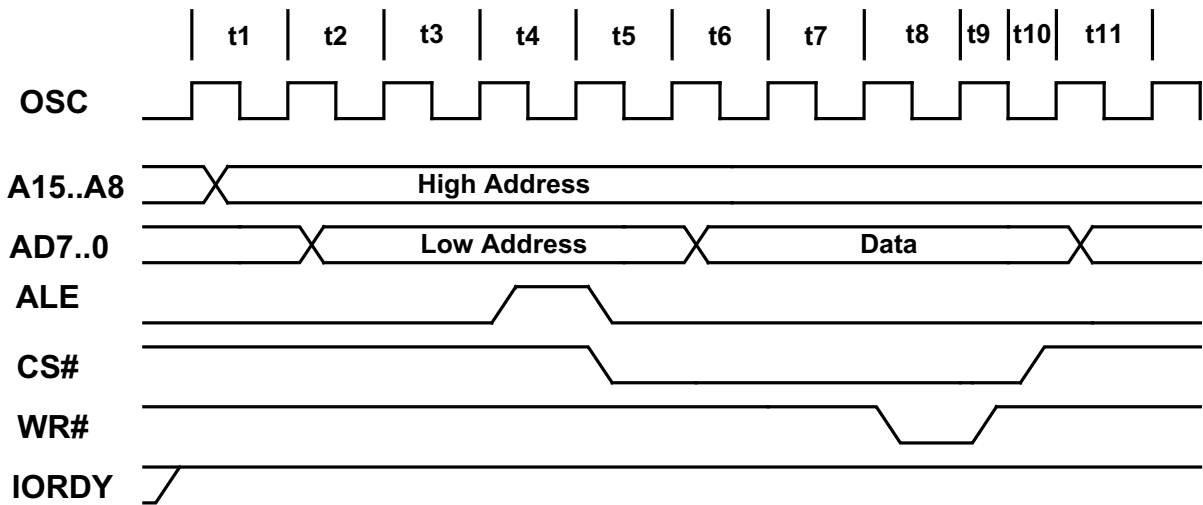 t1 t2 t3 t4 t5 t6 t7 t8 t9 t10 t11
OSC
A15..A8 High Address
AD7..0 Low Address Data
ALE
CS#
WR#
IORDY